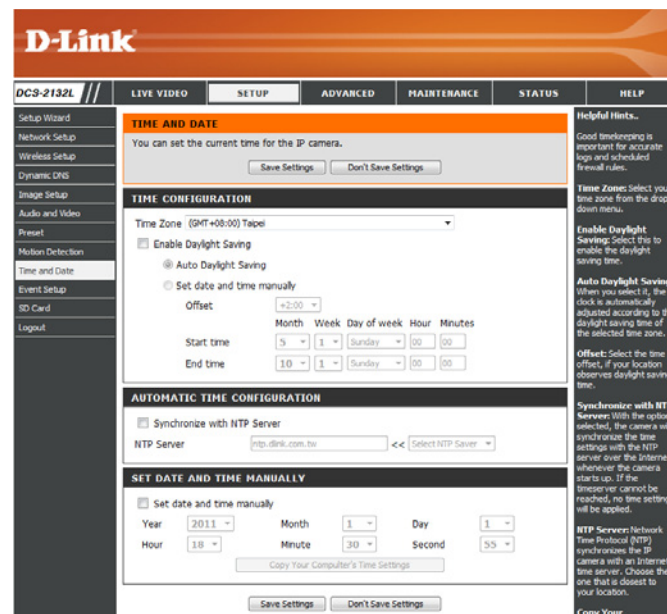 D-Link
DCS-2132L
LIVE VIDEO
SETUP
ADVANCED
MAINTENANCE
STATUS
HELP
Setup Wizard
Network Setup
Wireless Setup
Dynamic DNS
Image Setup
Audio and Video
Preset
Motion Detection
Time and Date
Event Setup
SD Card
Logout
TIME AND DATE
You can set the current time for the IP camera.
Save Settings Don't Save Settings
TIME CONFIGURATION
Time Zone (GMT+08:00) Taipei
Enable Daylight Saving
Auto Daylight Saving
Set date and time manually
Offset +2:00
Month Week Day of week Hour Minutes
Start time 5 1 Sunday 00 00
End time 10 1 Sunday 00 00
AUTOMATIC TIME CONFIGURATION
Synchronize with NTP Server
NTP Server ntp.dlink.com.tw << Select NTP Saver
SET DATE AND TIME MANUALLY
Set date and time manually
Year 2011 Month 1 Day 1
Hour 18 Minute 30 Second 55
Copy Your Compulter's Time Settings
Save Settings Don't Save Settings
Helpful Hints..
Good timekeeping is
important for accurate
logs and scheduled
firewall rules.
Time Zone: Select you
time zone from the drop
down menu.
Enable Daylight
Saving: Select this to
enable the daylight
saving time.
Auto Daylight Saving
When you select it, the
clock is automatically
adjusted according to th
daylight saving time of
the selected time zone.
Offset: Select the time
offset, if your location
observes daylight saving
time.
Synchronize with NT
Server: With the option
selected, the camera wi
synchronize the time
settings with the NTP
server over the Interne
whenever the camera
starts up. If the
timeserver cannot be
reached, no time setting
will be applied.
NTP Server: Network
Time Protocol (NTP)
synchronizes the IP
camera with an Internet
time server. Choose the
one that is closest to
your location.
Copy Your